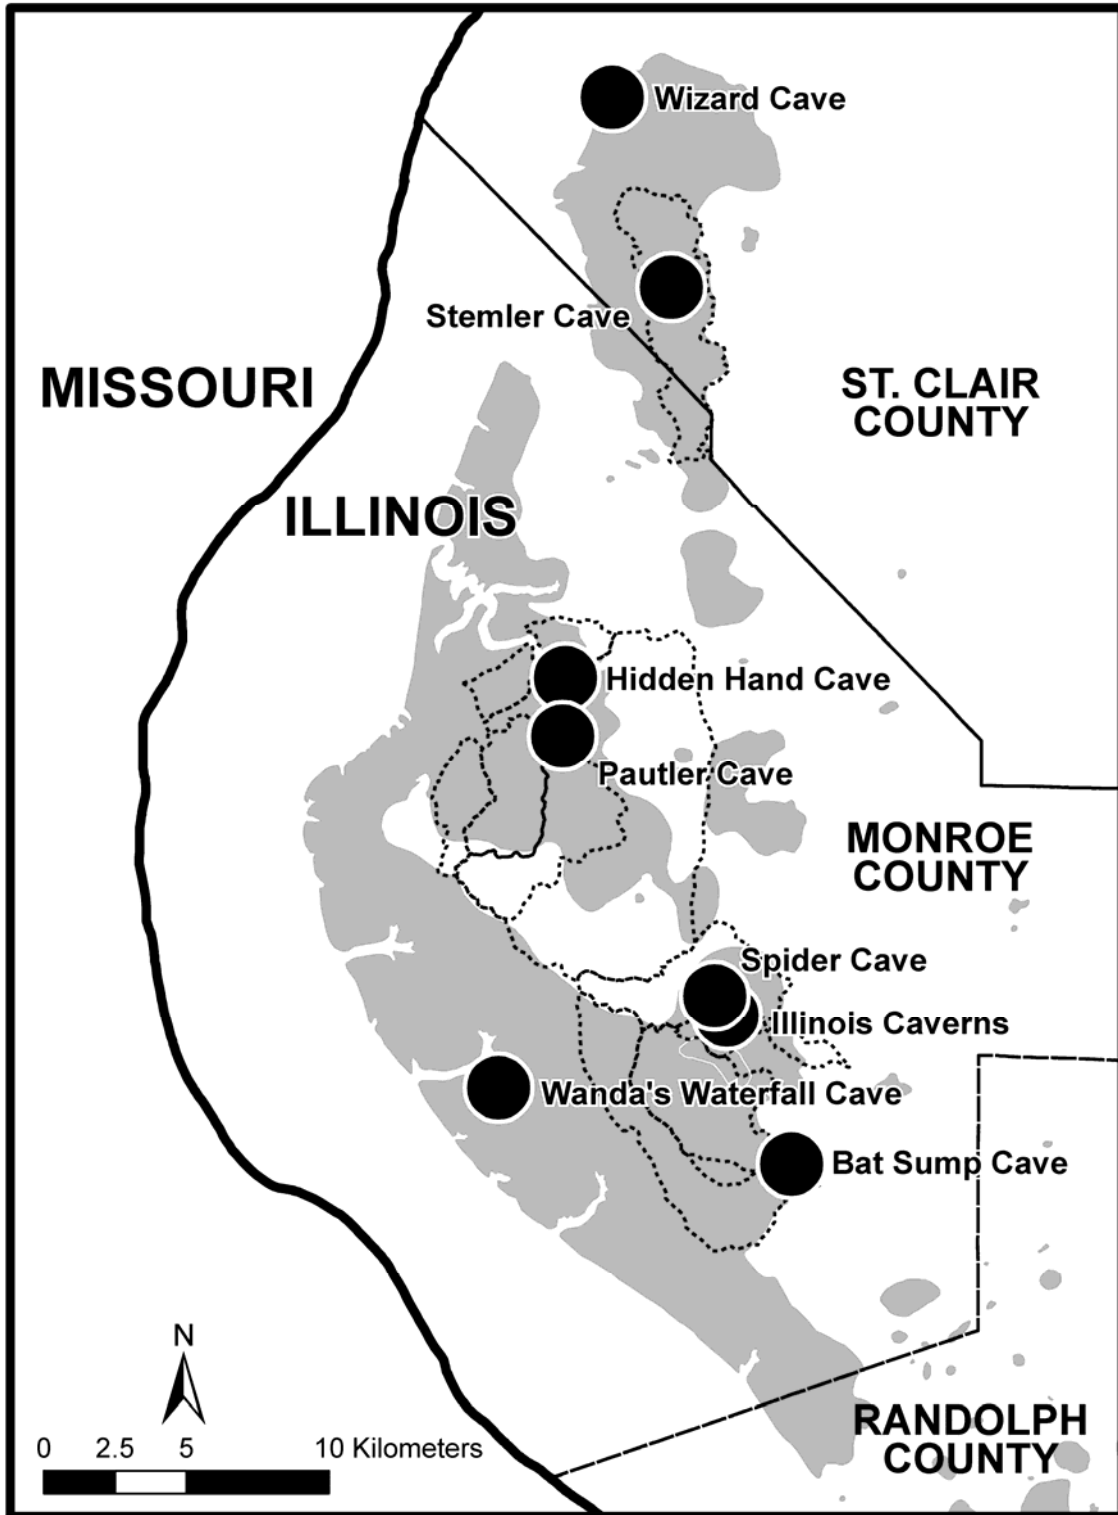 Wizard Cave
Stemler Cave
MISSOURI
ST. CLAIR
COUNTY
ILLINOIS
Hidden Hand Cave
Pautler Cave
MONROE
COUNTY
Spider Cave
Illinois Caverns
Wanda's Waterfall Cave
Bat Sump Cave
N
RANDOLPH
COUNTY
0 2.5 5 10 Kilometers